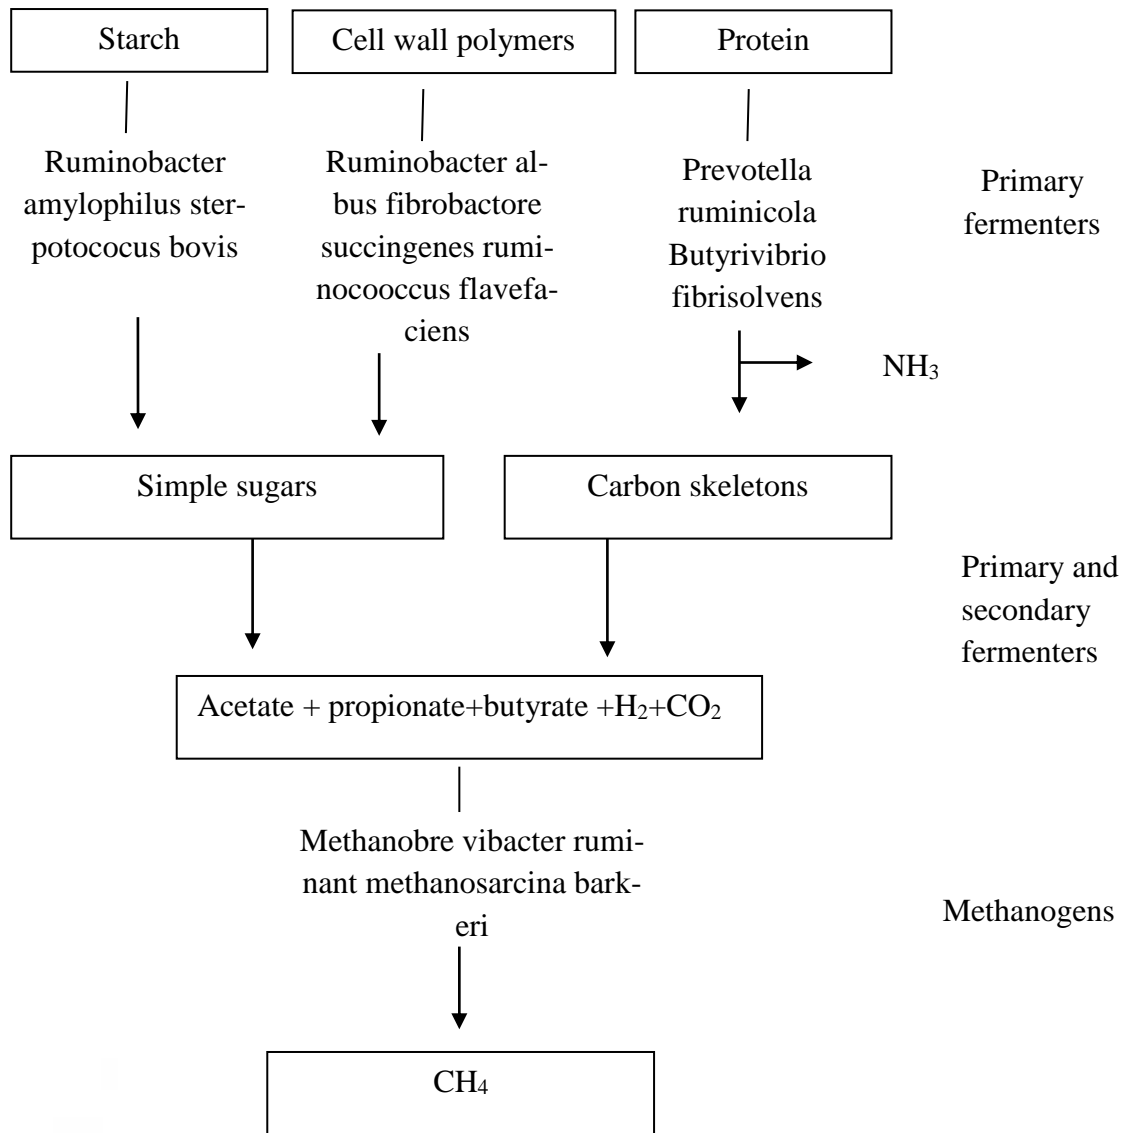 Starch
Cell wall polymers
Protein
Ruminobacter
amylophilus ster-
potococus bovis
Ruminobacter al-
bus fibrobactore
succingenes rumi-
nocooccus flavefa-
ciens
Prevotella
ruminicola
Butyrivibrio
fibrisolvens
Primary
fermenters
NH₃
Simple sugars
Carbon skeletons
Primary and
secondary
fermenters
Acetate + propionate+butyrate +H₂+CO₂
Methanobre vibacter rumi-
nant methanosarcina bark-
eri
Methanogens
CH₄